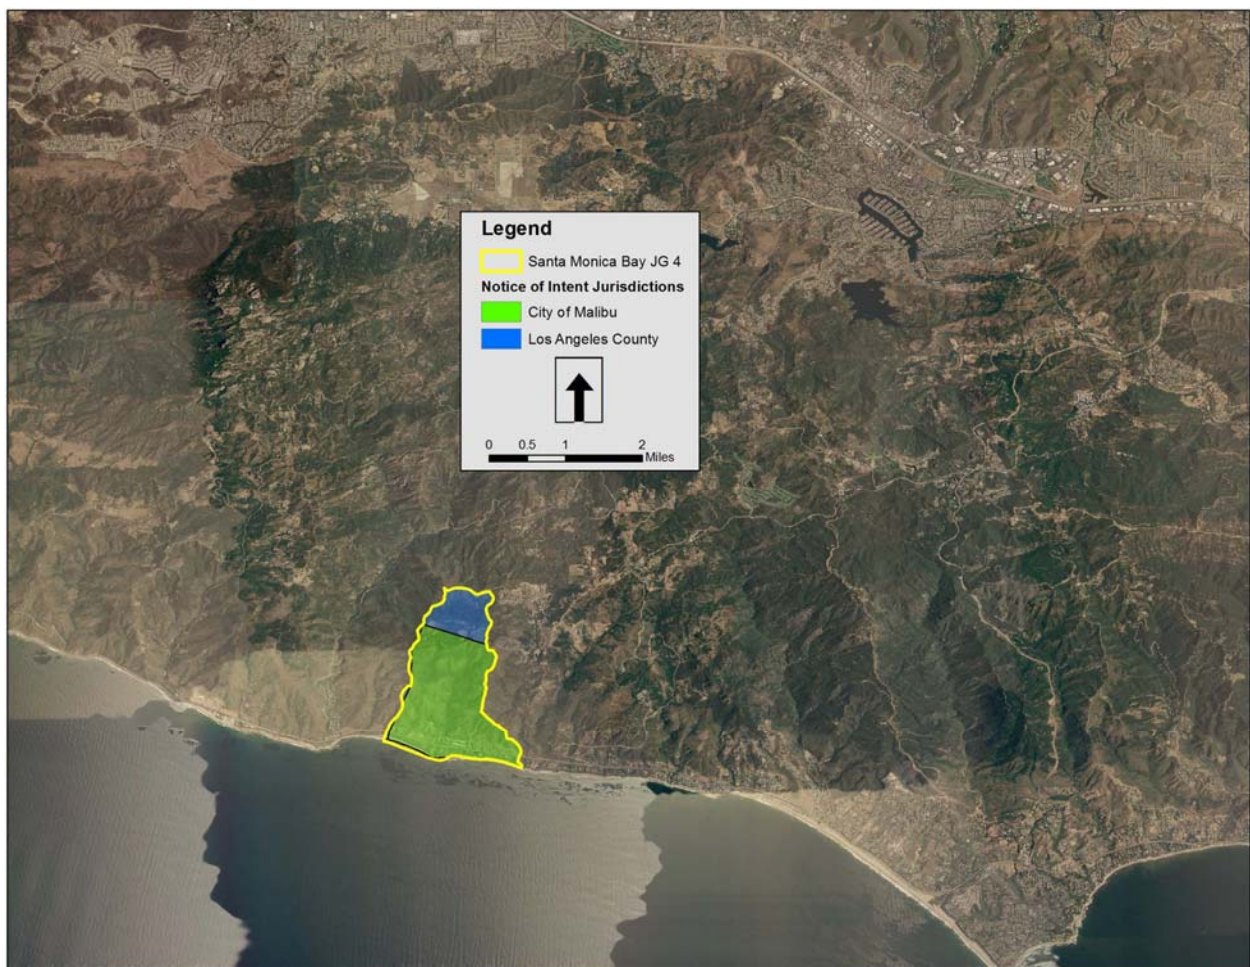 Legend
Santa Monica Bay JG 4
Notice of Intent Jurisdictions
City of Malibu
Los Angeles County
0 0.5 1 2
Miles